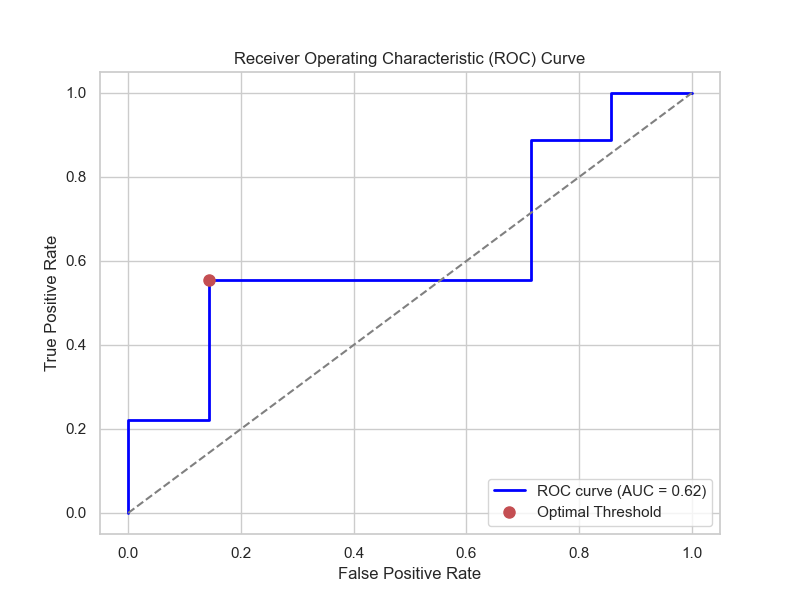 Receiver Operating Characteristic (ROC) Curve
1.0
0.8
0.6
0.4
0.2
0.0
True Positive Rate
0.0 0.2 0.4 0.6 0.8 1.0
False Positive Rate
ROC curve (AUC = 0.62)
Optimal Threshold